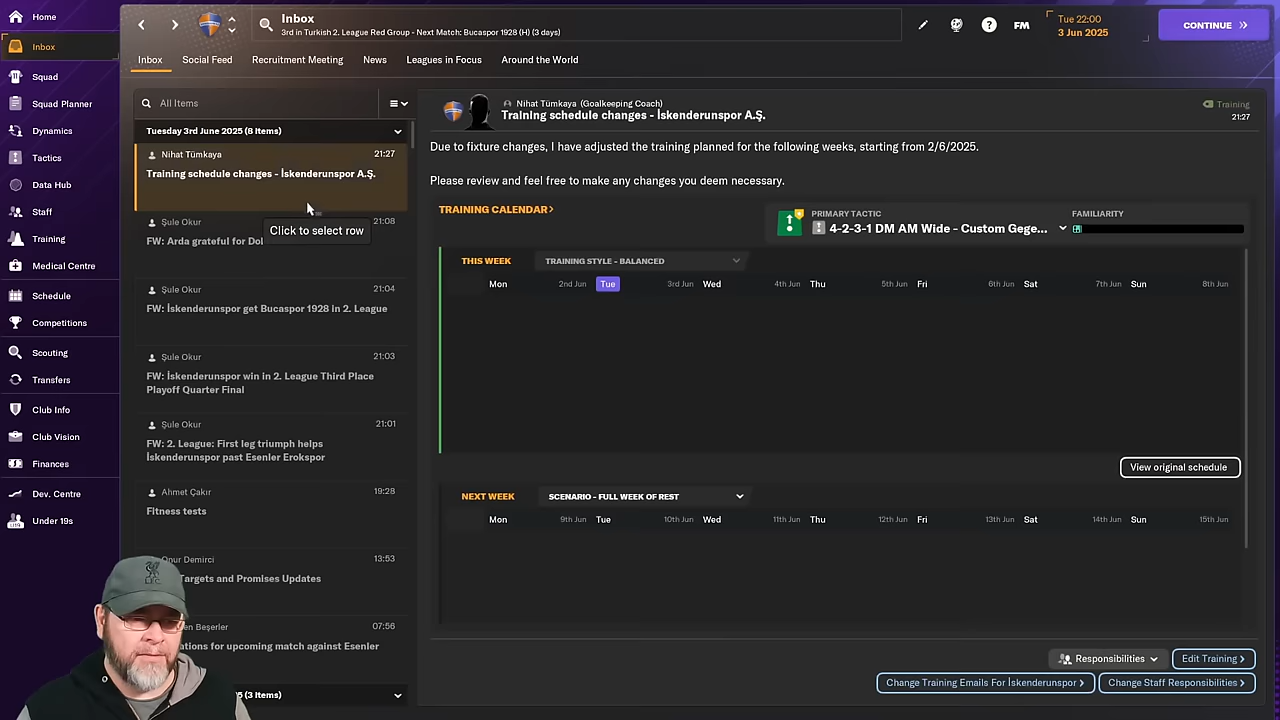 Home
Inbox
Squad
Squad Planner
Dynamics
Tactics
Data Hub
Staff
Training
Medical Centre
Schedule
Competitions
Scouting
Transfers
Club Info
Club Vision
Finances
Dev. Centre
Under 19s
Inbox
3rd in Turkish 2. League Red Group - Next Match: Bucaspor 1928 (H) (3 days)
FM
Tue 22:00
3 Jun 2025
CONTINUE
Inbox Social Feed Recruitment Meeting News Leagues in Focus Around the World
All Items
Tuesday 3rd June 2025 (8 Items)
Nihat Tümkaya 21:27
Training schedule changes - İskenderunspor A.Ş.
Şule Okur 21:08
FW: Arda grateful for
Click to select row
Şule Okur 21:04
FW: İskenderunspor get Bucaspor 1928 in 2. League
Şule Okur 21:03
FW: İskenderunspor win in 2. League Third Place
Playoff Quarter Final
Şule Okur 21:01
FW: 2. League: First leg triumph helps
İskenderunspor past Esenler Erokspor
Ahmet Çakır 19:28
Fitness tests
Onur Demirci 13:53
Targets and Promises Updates
Beşerler 07:56
for upcoming match against Esenler
(3 Items)
Nihat Tümkaya (Goalkeeping Coach)
Training schedule changes - İskenderunspor A.Ş.
Training
21:27
Due to fixture changes, I have adjusted the training planned for the following weeks, starting from 2/6/2025.
Please review and feel free to make any changes you deem necessary.
TRAINING CALENDAR>
PRIMARY TACTIC
4-2-3-1 DM AM Wide - Custom Gege...
FAMILIARITY
THIS WEEK TRAINING STYLE - BALANCED
Mon 2nd Jun Tue 3rd Jun Wed 4th Jun Thu 5th Jun Fri 6th Jun Sat 7th Jun Sun 8th Jun
View original schedule
NEXT WEEK SCENARIO - FULL WEEK OF REST
Mon 9th Jun Tue 10th Jun Wed 11th Jun Thu 12th Jun Fri 13th Jun Sat 14th Jun Sun 15th Jun
Responsibilities
Edit Training >
Change Training Emails For İskenderunspor >
Change Staff Responsibilities >